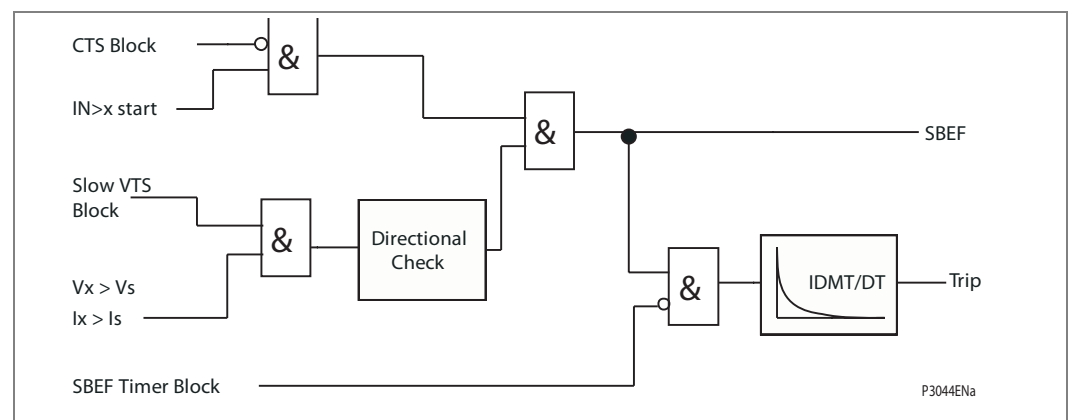 CTS Block
&
IN>x start
&
SBEF
Slow VTS
Block
&
Directional
Check
Vx > Vs
Ix > Is
&
IDMT/DT
Trip
SBEF Timer Block
P3044ENa